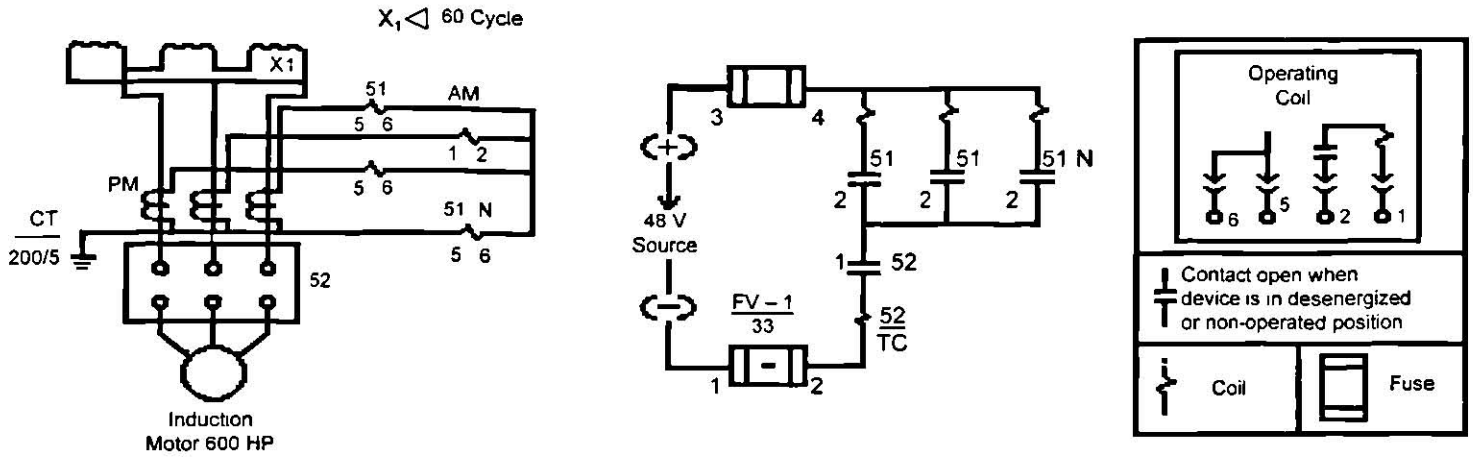 X₁ 60 Cycle
X1
51
AM
5 6
1 2
5 6
PM
51 N
5 6
CT
200/5
52
Induction
Motor 600 HP
3
4
+
48 V
Source
51
51
51 N
2
2
2
1
52
52
TC
FV – 1
33
1
2
Operating
Coil
6
5
2
1
Contact open when
device is in desenergized
or non-operated position
Coil
Fuse